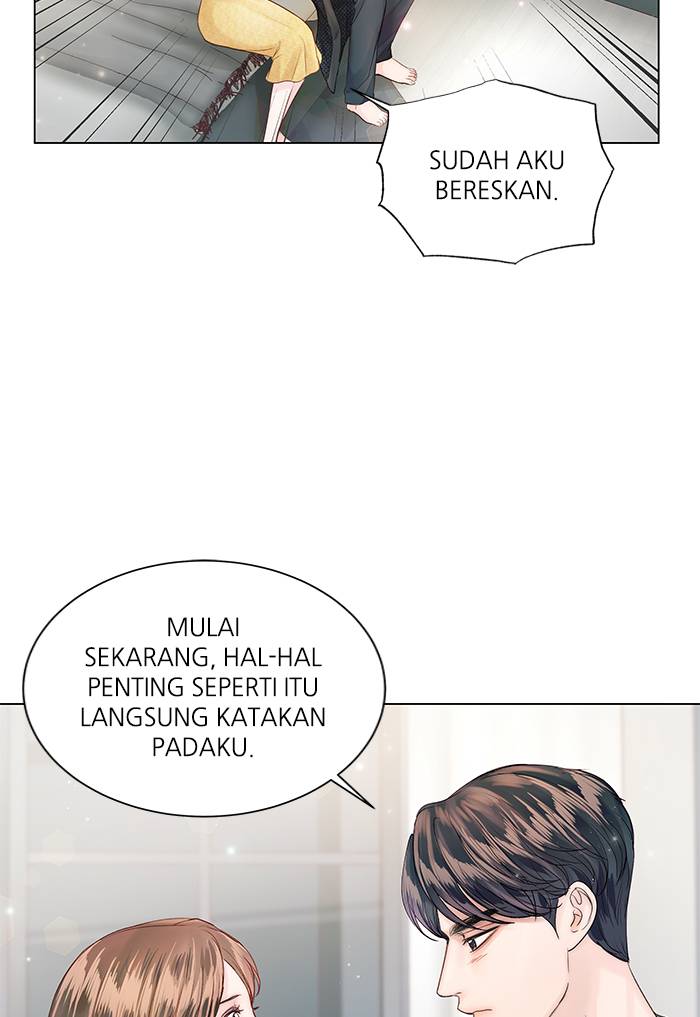 SUDAH AKU
BERESKAN.
MULAI
SEKARANG, HAL-HAL
PENTING SEPERTI ITU
LANGSUNG KATAKAN
PADAKU.